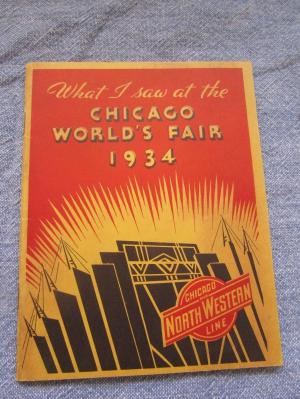 What I saw at the
CHICAGO
WORLD'S FAIR
1934
CHICAGO
NORTH WESTERN
LINE